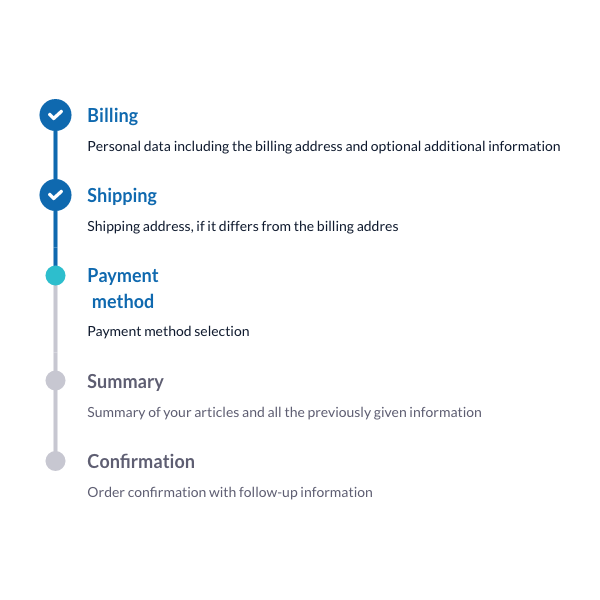 Billing
Personal data including the billing address and optional additional information
Shipping
Shipping address, if it differs from the billing addres
Payment
method
Payment method selection
Summary
Summary of your articles and all the previously given information
Confirmation
Order confirmation with follow-up information